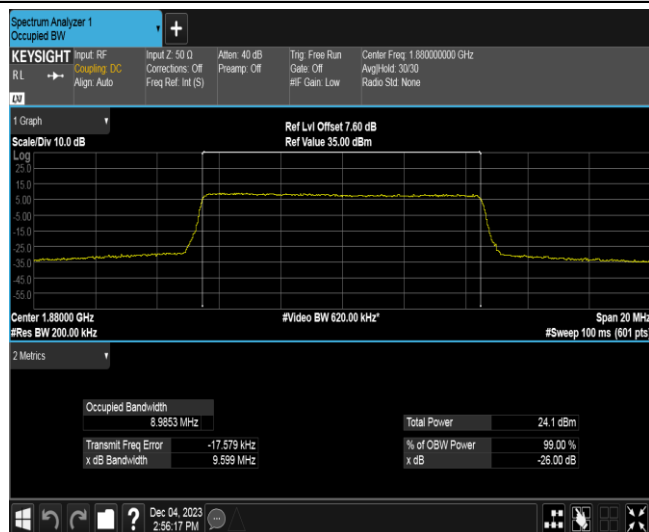 Spectrum Analyzer 1
Occupied BW
+
KEYSIGHT
RL
Input: RF
Coupling: DC
Align: Auto
Input Z: 50 Ω
Corrections: Off
Freq Ref: Int (S)
Atten: 40 dB
Preamp: Off
Trig: Free Run
Gate: Off
#IF Gain: Low
Center Freq: 1.880000000 GHz
Avg|Hold: 30/30
Radio Std: None
LXI
1 Graph
Scale/Div 10.0 dB
Ref Lvl Offset 7.60 dB
Ref Value 35.00 dBm
Log
25.0
15.0
5.00
-5.00
-15.0
-25.0
-35.0
-45.0
-55.0
Center 1.88000 GHz
#Video BW 620.00 kHz*
Span 20 MHz
#Res BW 200.00 kHz
#Sweep 100 ms (601 pts)
2 Metrics
Occupied Bandwidth
8.9853 MHz
Total Power 24.1 dBm
Transmit Freq Error -17.579 kHz
% of OBW Power 99.00 %
x dB Bandwidth 9.599 MHz
x dB -26.00 dB
?
Dec 04, 2023
2:56:17 PM